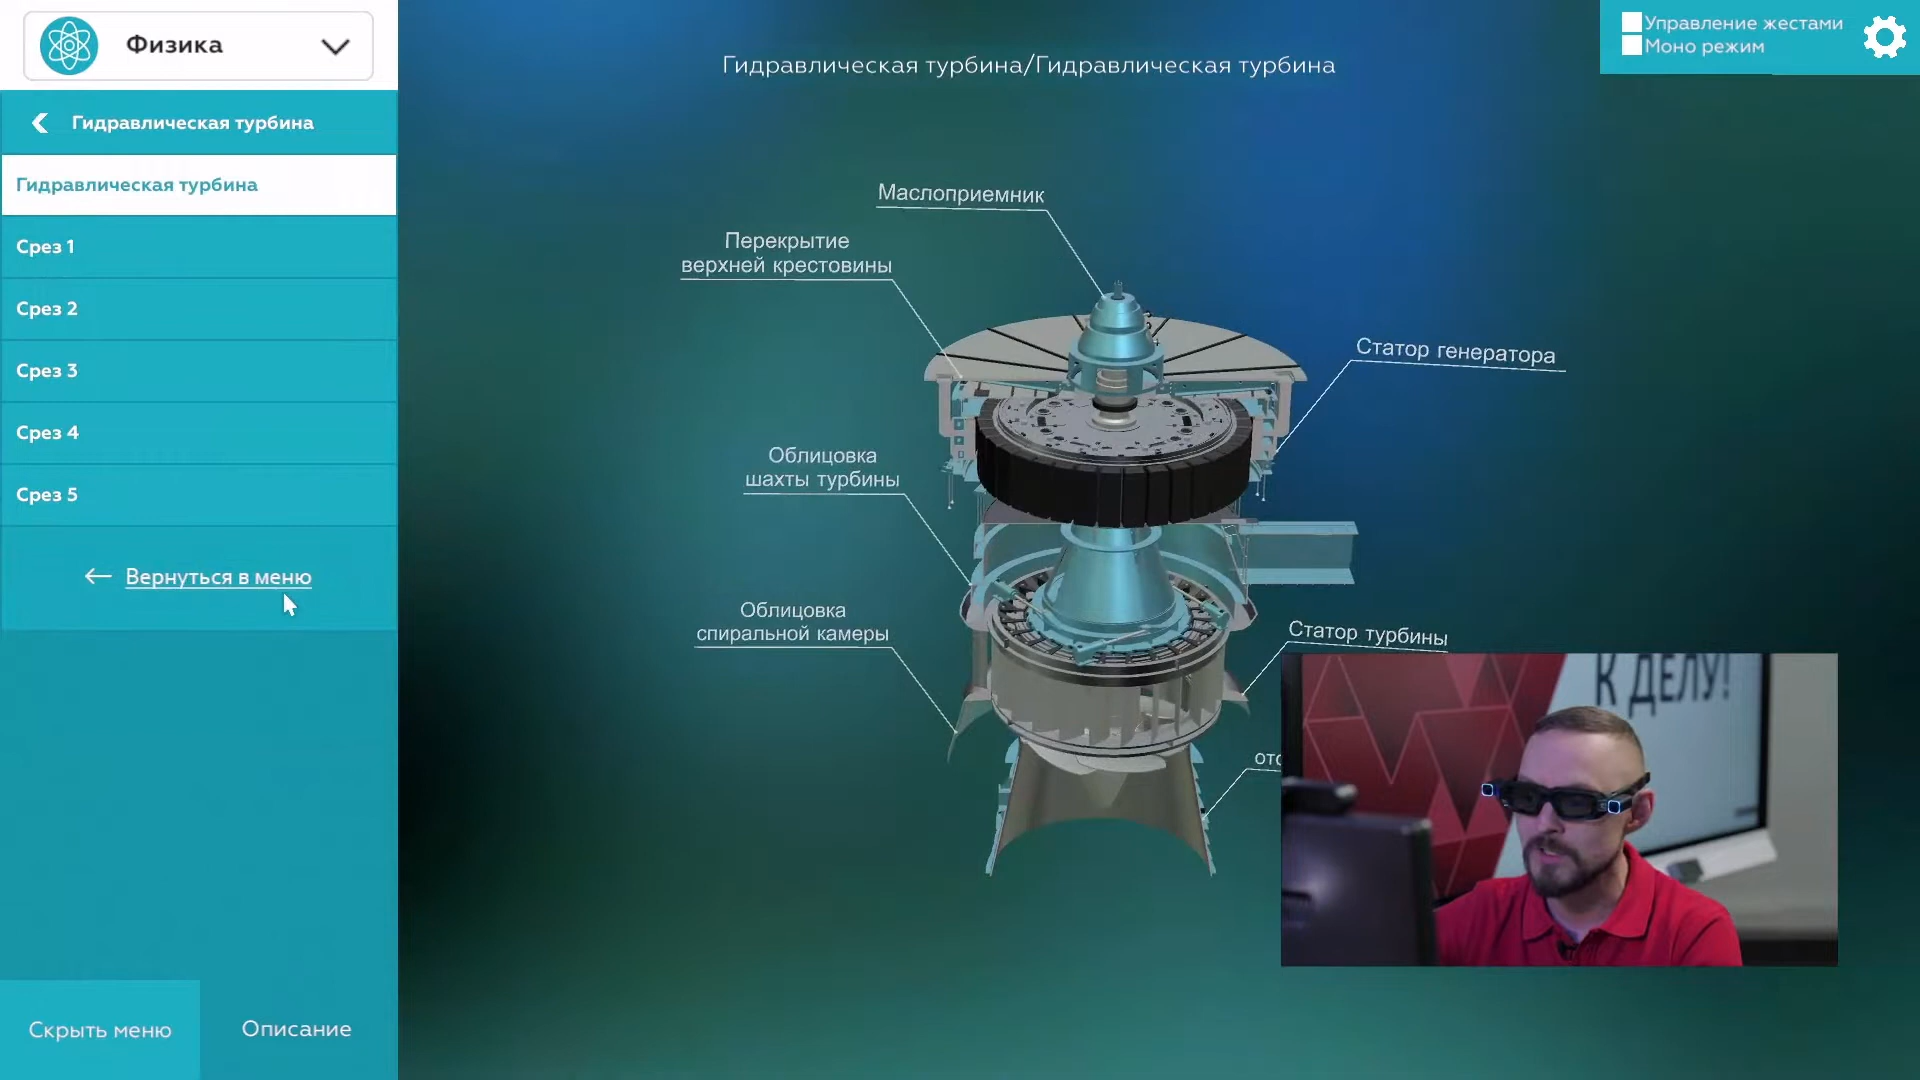 Физика
Гидравлическая турбина
Гидравлическая турбина
Срез 1
Срез 2
Срез 3
Срез 4
Срез 5
Вернуться в меню
Скрыть меню
Описание
Гидравлическая турбина/Гидравлическая турбина
Управление жестами
Моно режим
Маслоприемник
Перекрытие
верхней крестовины
Статор генератора
Облицовка
шахты турбины
Облицовка
спиральной камеры
Статор турбины
К ДЕЛУ!